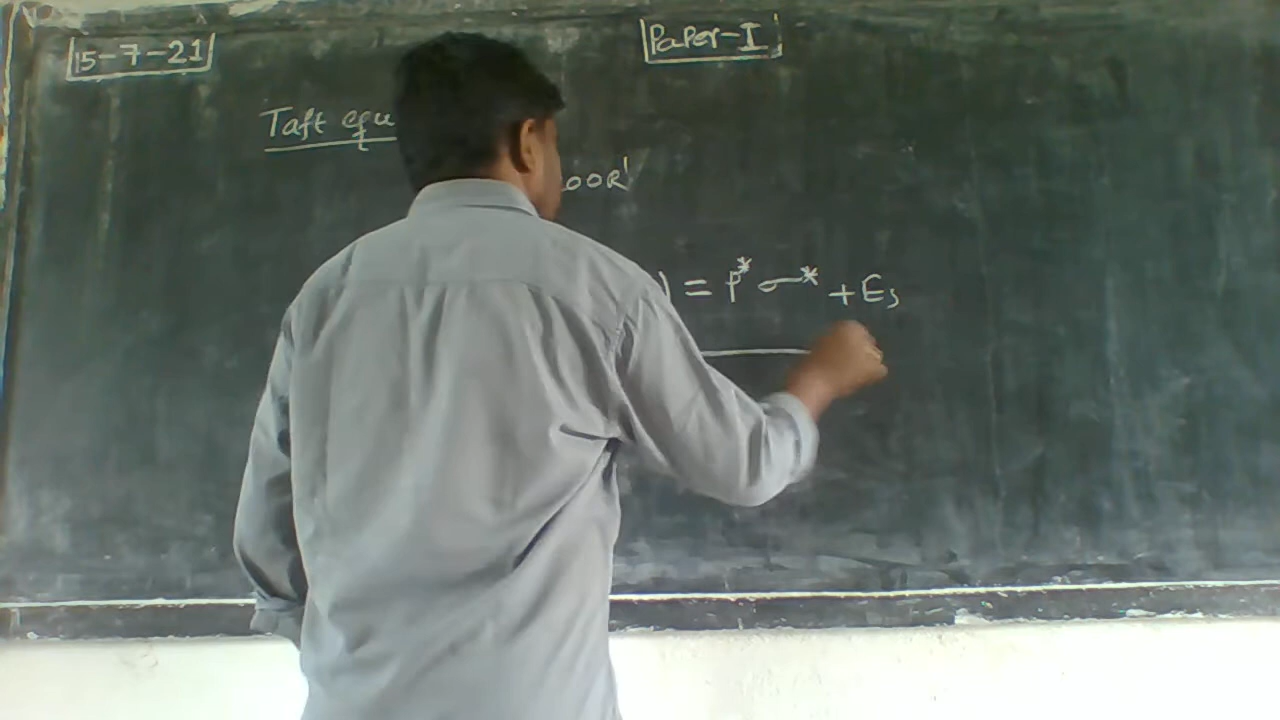 15-7-21
Paper-I
Taft equ
OOR'
) = ρ* σ* + Es